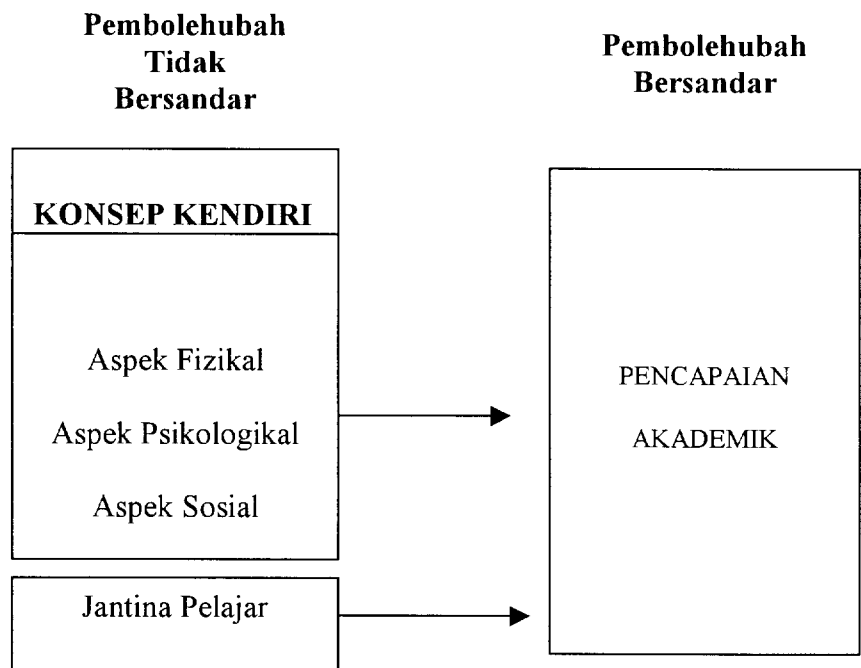 Pembolehubah
Tidak
Bersandar
Pembolehubah
Bersandar
KONSEP KENDIRI
Aspek Fizikal
Aspek Psikologikal
Aspek Sosial
PENCAPAIAN
AKADEMIK
Jantina Pelajar